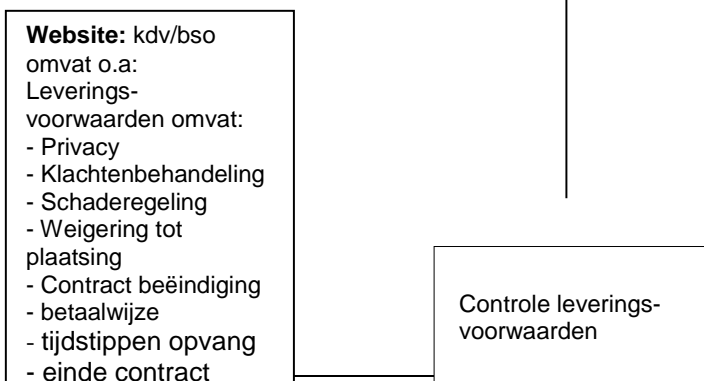 Website: kdv/bso
omvat o.a:
Leverings-
voorwaarden omvat:
- Privacy
- Klachtenbehandeling
- Schaderegeling
- Weigering tot
plaatsing
- Contract beëindiging
- betaalwijze
- tijdstippen opvang
- einde contract
Controle leverings-
voorwaarden